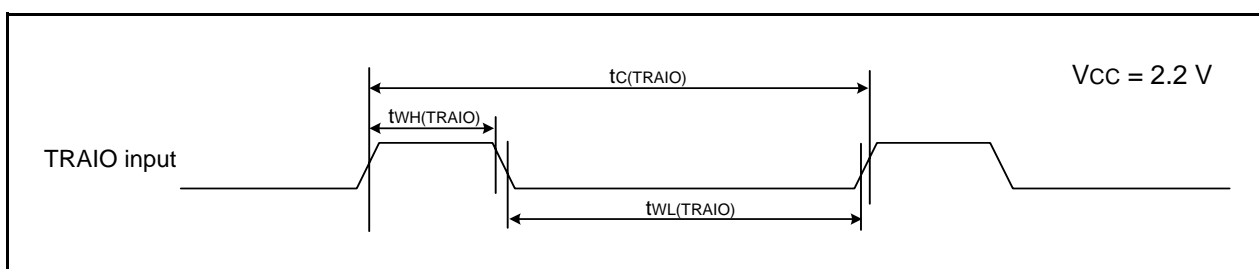 tC(TRAIO)
VCC = 2.2 V
tWH(TRAIO)
TRAIO input
tWL(TRAIO)